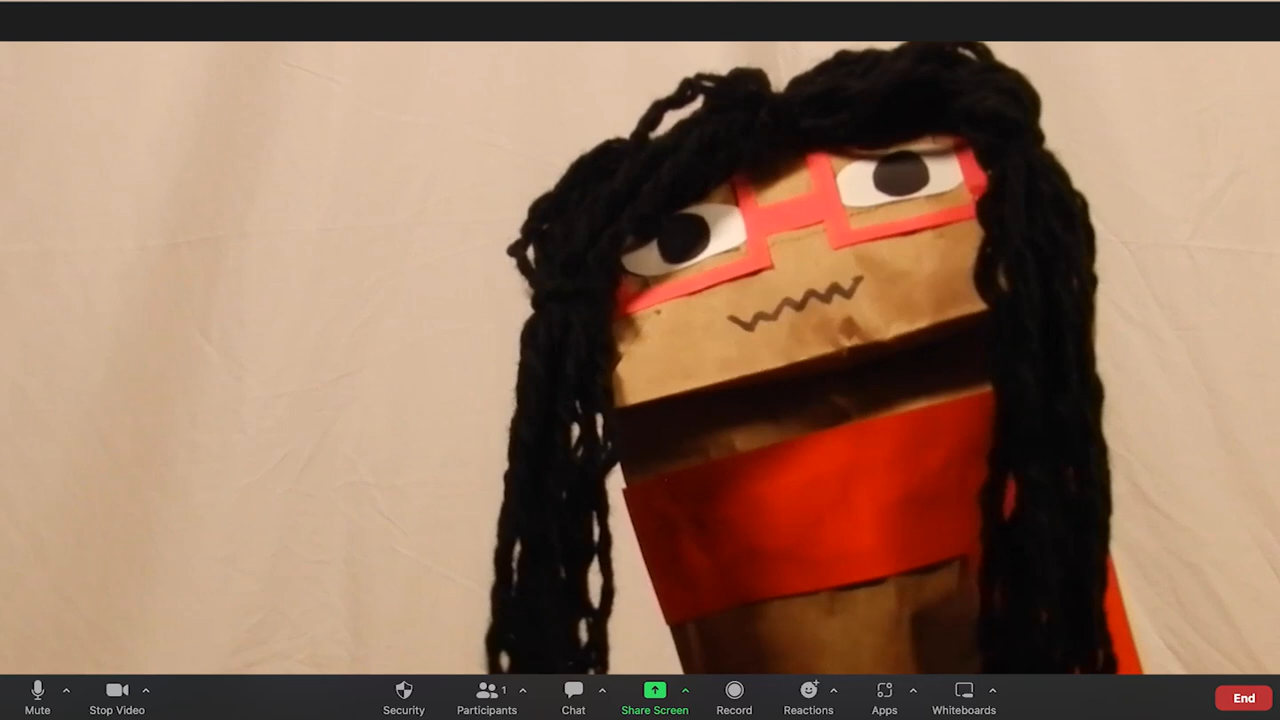 Mute
Stop Video
Security
Participants
1
Chat
Share Screen
Record
Reactions
Apps
Whiteboards
End